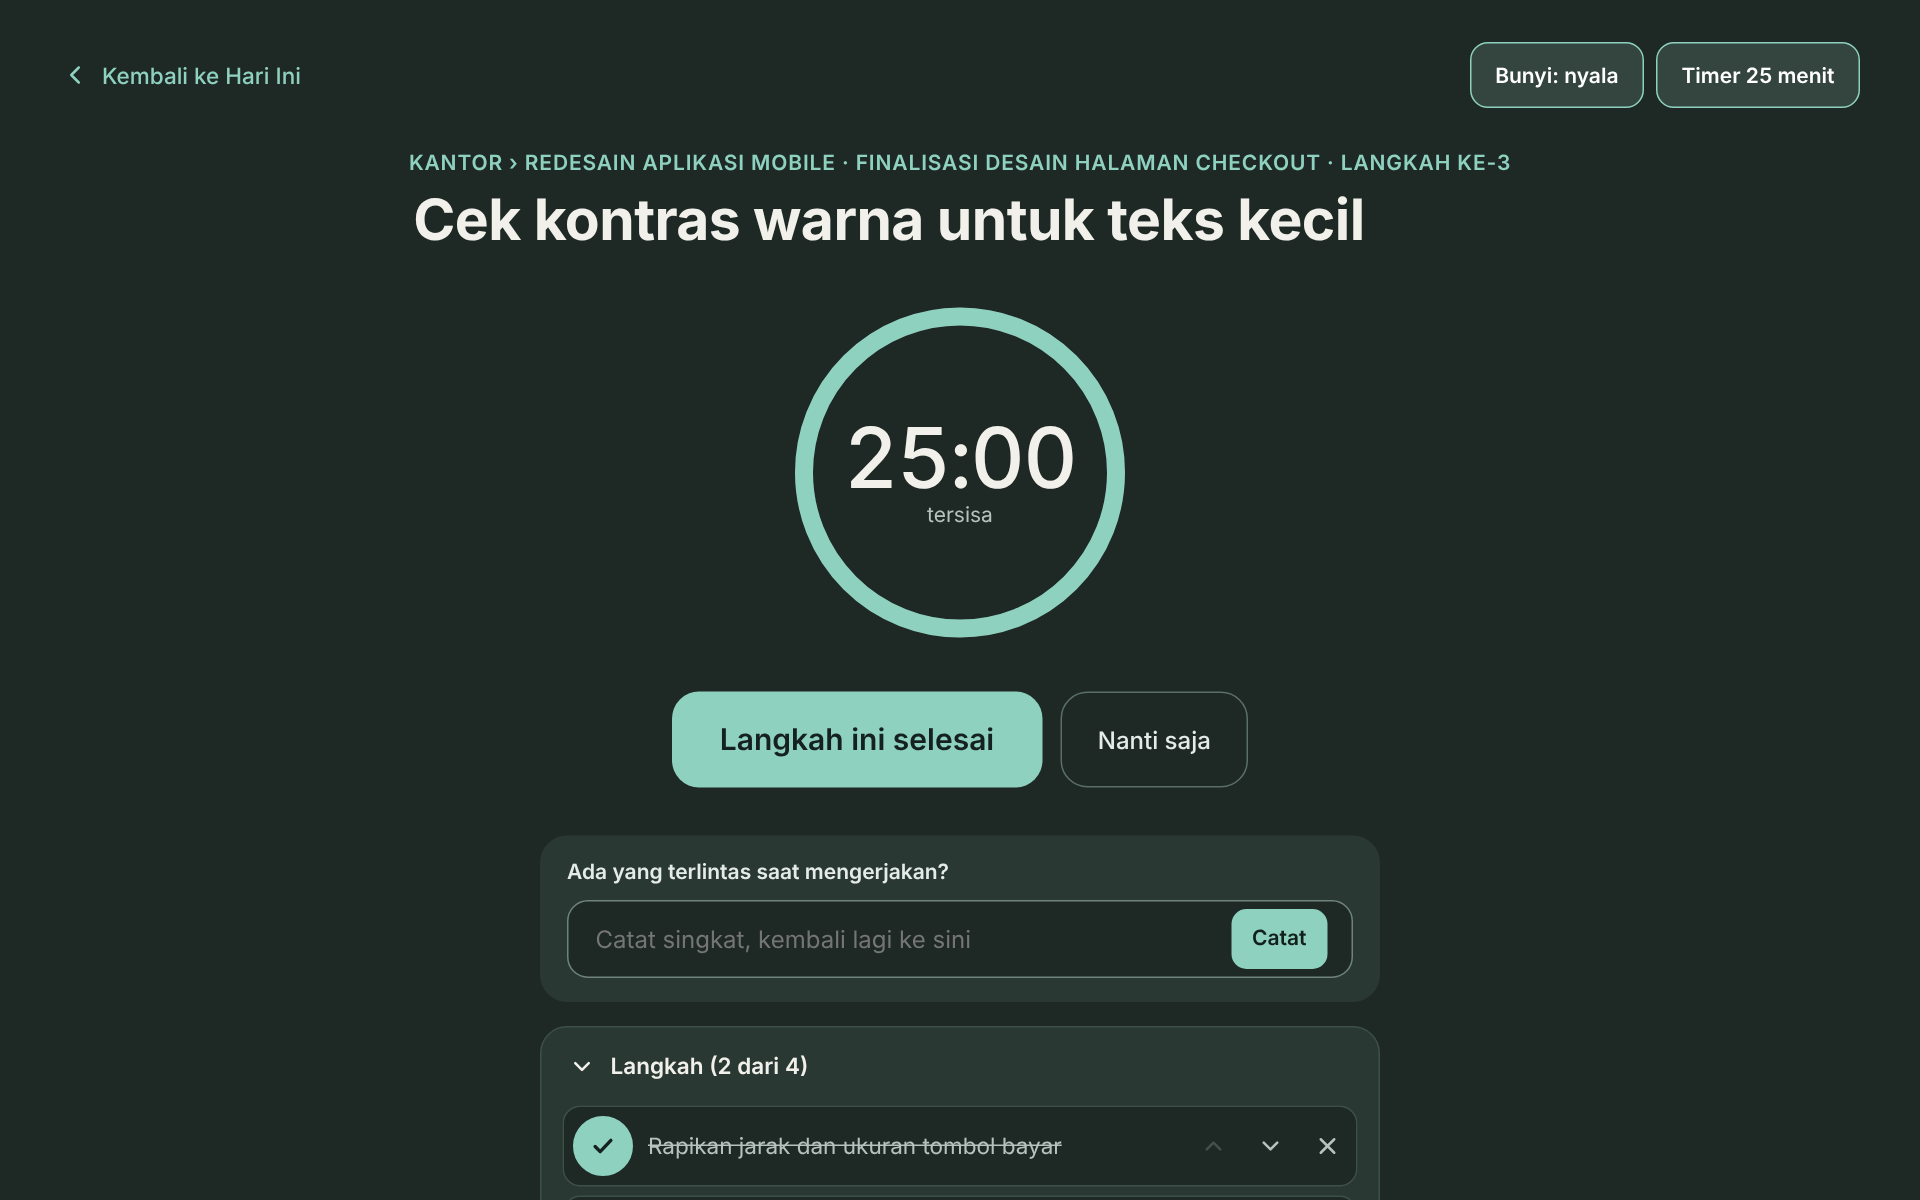 Kembali ke Hari Ini
Bunyi: nyala
Timer 25 menit
KANTOR › REDESAIN APLIKASI MOBILE · FINALISASI DESAIN HALAMAN CHECKOUT · LANGKAH KE-3
Cek kontras warna untuk teks kecil
25:00
tersisa
Langkah ini selesai
Nanti saja
Ada yang terlintas saat mengerjakan?
Catat singkat, kembali lagi ke sini
Catat
Langkah (2 dari 4)
Rapikan jarak dan ukuran tombol bayar